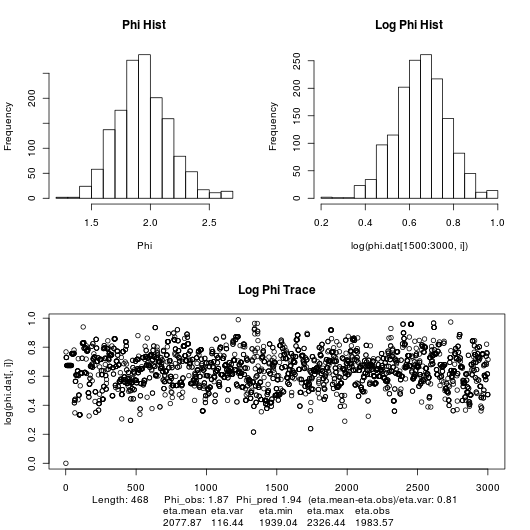 Phi Hist
Log Phi Hist
Frequency
0
50
100
200
1.5
2.0
2.5
Phi
Frequency
0
50
100
150
200
250
0.2
0.4
0.6
0.8
1.0
log(phi.dat[1500:3000, i])
Log Phi Trace
log(phi.dat[, i])
0.0
0.2
0.4
0.6
0.8
1.0
0
500
1000
1500
2000
2500
3000
Length: 468 Phi_obs: 1.87 Phi_pred 1.94 (eta.mean-eta.obs)/eta.var: 0.81
eta.mean eta.var eta.min eta.max eta.obs
2077.87 116.44 1939.04 2326.44 1983.57